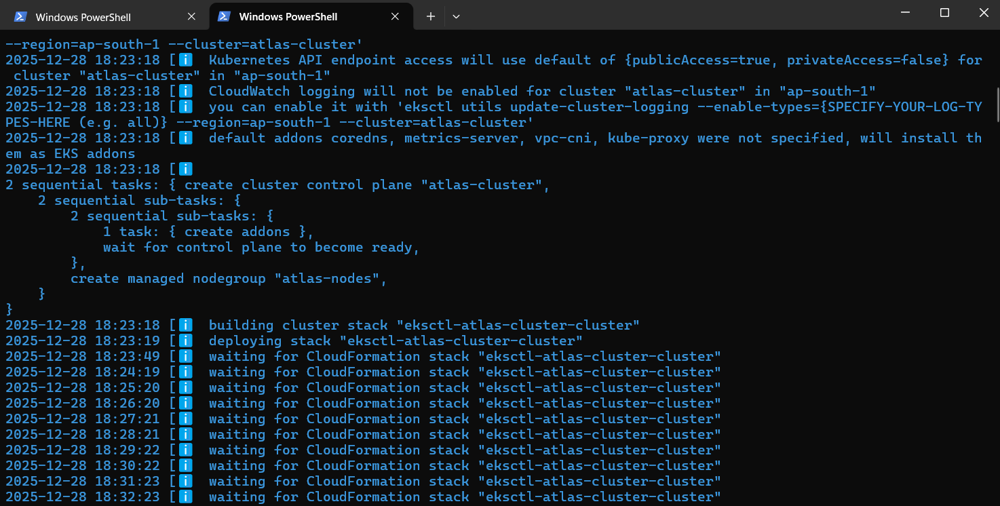 Windows PowerShell
Windows PowerShell
--region=ap-south-1 --cluster=atlas-cluster'
2025-12-28 18:23:18 [ℹ]  Kubernetes API endpoint access will use default of {publicAccess=true, privateAccess=false} for
 cluster "atlas-cluster" in "ap-south-1"
2025-12-28 18:23:18 [ℹ]  CloudWatch logging will not be enabled for cluster "atlas-cluster" in "ap-south-1"
2025-12-28 18:23:18 [ℹ]  you can enable it with 'eksctl utils update-cluster-logging --enable-types={SPECIFY-YOUR-LOG-TY
PES-HERE (e.g. all)} --region=ap-south-1 --cluster=atlas-cluster'
2025-12-28 18:23:18 [ℹ]  default addons coredns, metrics-server, vpc-cni, kube-proxy were not specified, will install th
em as EKS addons
2025-12-28 18:23:18 [ℹ]
2 sequential tasks: { create cluster control plane "atlas-cluster",
    2 sequential sub-tasks: {
        2 sequential sub-tasks: {
            1 task: { create addons },
            wait for control plane to become ready,
        },
        create managed nodegroup "atlas-nodes",
    }
}
2025-12-28 18:23:18 [ℹ]  building cluster stack "eksctl-atlas-cluster-cluster"
2025-12-28 18:23:19 [ℹ]  deploying stack "eksctl-atlas-cluster-cluster"
2025-12-28 18:23:49 [ℹ]  waiting for CloudFormation stack "eksctl-atlas-cluster-cluster"
2025-12-28 18:24:19 [ℹ]  waiting for CloudFormation stack "eksctl-atlas-cluster-cluster"
2025-12-28 18:25:20 [ℹ]  waiting for CloudFormation stack "eksctl-atlas-cluster-cluster"
2025-12-28 18:26:20 [ℹ]  waiting for CloudFormation stack "eksctl-atlas-cluster-cluster"
2025-12-28 18:27:21 [ℹ]  waiting for CloudFormation stack "eksctl-atlas-cluster-cluster"
2025-12-28 18:28:21 [ℹ]  waiting for CloudFormation stack "eksctl-atlas-cluster-cluster"
2025-12-28 18:29:22 [ℹ]  waiting for CloudFormation stack "eksctl-atlas-cluster-cluster"
2025-12-28 18:30:22 [ℹ]  waiting for CloudFormation stack "eksctl-atlas-cluster-cluster"
2025-12-28 18:31:23 [ℹ]  waiting for CloudFormation stack "eksctl-atlas-cluster-cluster"
2025-12-28 18:32:23 [ℹ]  waiting for CloudFormation stack "eksctl-atlas-cluster-cluster"